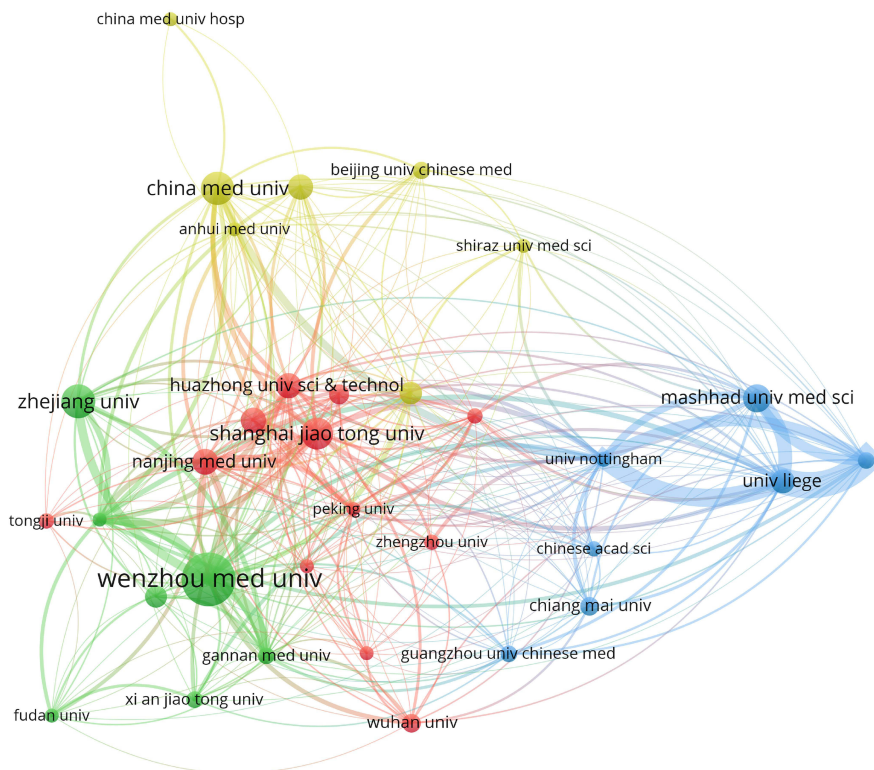 china med univ hosp
beijing univ chinese med
china med univ
anhui med univ
shiraz univ med sci
huazhong univ sci & technol
zhejiang univ
mashhad univ med sci
shanghai jiao tong univ
nanjing med univ
univ nottingham
univ liege
peking univ
tongji univ
zhengzhou univ
chinese acad sci
wenzhou med univ
chiang mai univ
gannan med univ
guangzhou univ chinese med
xi an jiao tong univ
fudan univ
wuhan univ